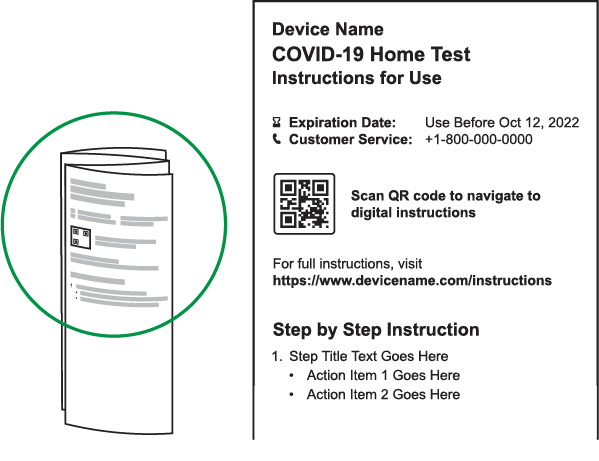 Device Name
COVID-19 Home Test
Instructions for Use
Expiration Date: Use Before Oct 12, 2022
Customer Service: +1-800-000-0000
Scan QR code to navigate to
digital instructions
For full instructions, visit
https://www.devicename.com/instructions
Step by Step Instruction
1. Step Title Text Goes Here
• Action Item 1 Goes Here
• Action Item 2 Goes Here